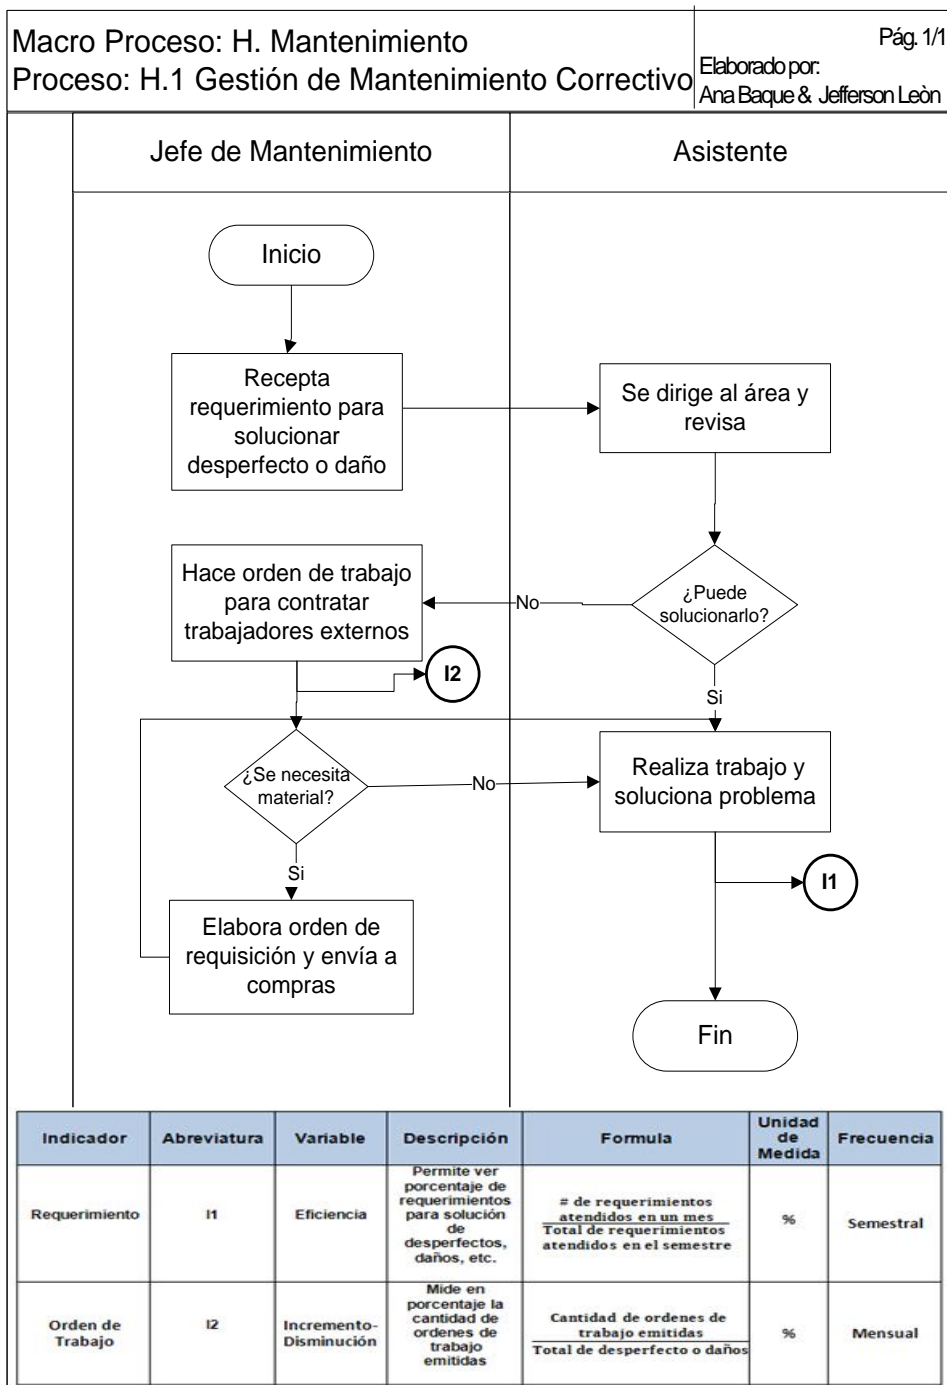 Macro Proceso: H. Mantenimiento
Proceso: H.1 Gestión de Mantenimiento Correctivo
Pág. 1/1
Elaborado por:
Ana Baque & Jefferson Leòn
Jefe de Mantenimiento
Asistente
Inicio
Recepta
requerimiento para
solucionar
desperfecto o daño
Se dirige al área y
revisa
Hace orden de trabajo
para contratar
trabajadores externos
No
¿Puede
solucionarlo?
I2
Si
¿Se necesita
material?
No
Realiza trabajo y
soluciona problema
Si
I1
Elabora orden de
requisición y envía a
compras
Fin
Indicador
Abreviatura
Variable
Descripción
Formula
Unidad
de
Medida
Frecuencia
Requerimiento
I1
Eficiencia
Permite ver
porcentaje de
requerimientos
para solución
de
desperfectos,
daños, etc.
# de requerimientos
atendidos en un mes
Total de requerimientos
atendidos en el semestre
%
Semestral
Orden de
Trabajo
I2
Incremento-
Disminución
Mide en
porcentaje la
cantidad de
ordenes de
trabajo
emitidas
Cantidad de ordenes de
trabajo emitidas
Total de desperfecto o daños
%
Mensual